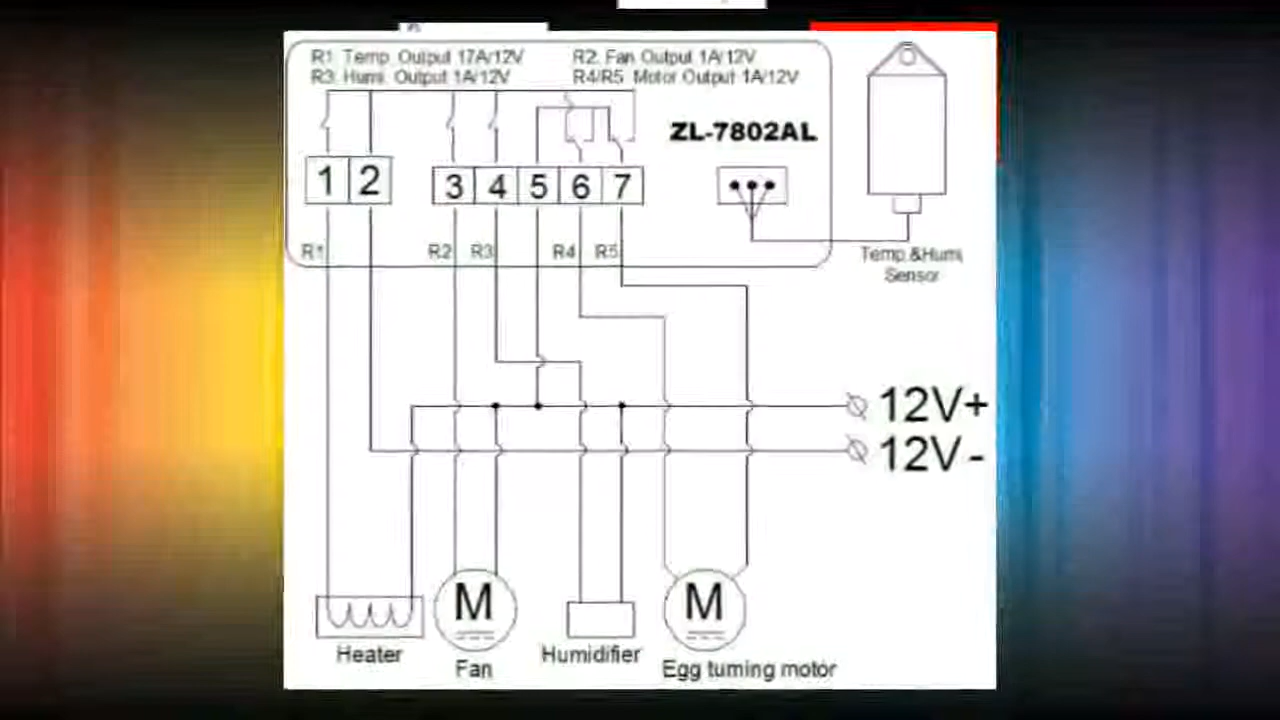 R1: Temp. Output 17A/12V
R2: Fan Output 1A/12V
R3: Humi. Output 1A/12V
R4/R5: Motor Output 1A/12V
ZL-7802AL
1 2 3 4 5 6 7
R1 R2 R3 R4 R5
Temp.&Humi.
Sensor
12V+
12V-
M M
Heater
Fan
Humidifier
Egg turning motor